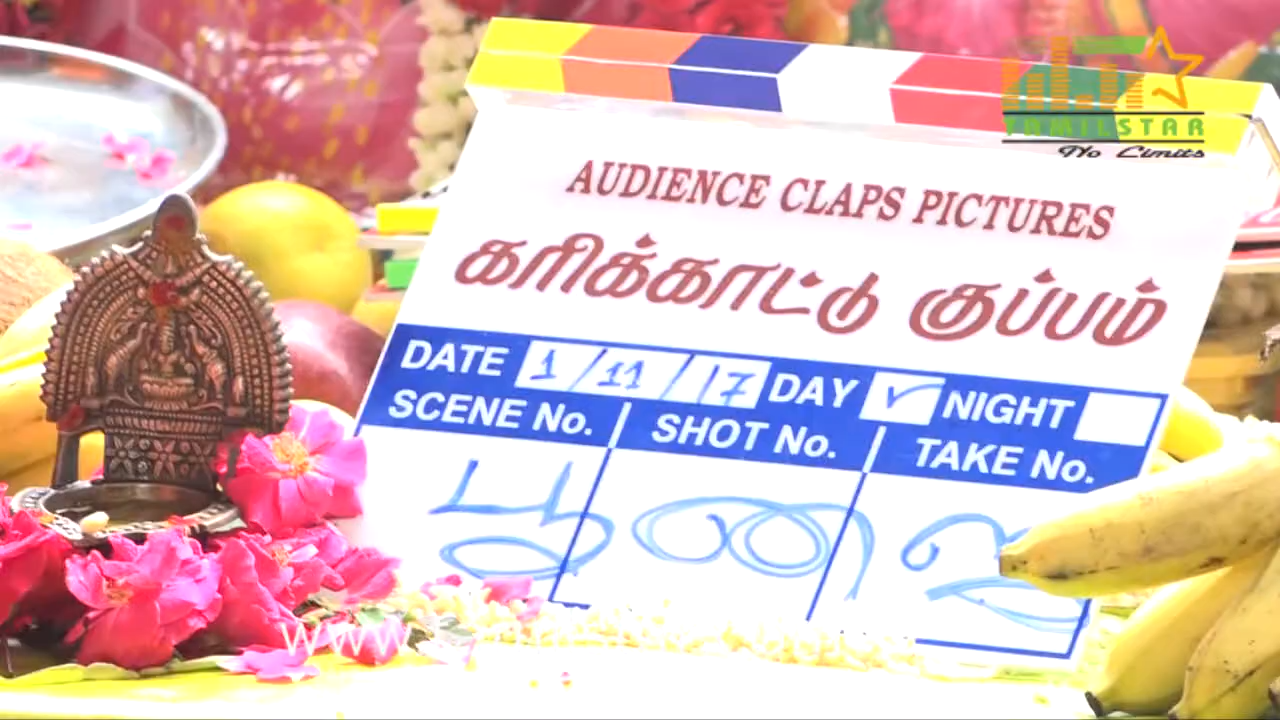 TAMILSTAR
No Limits
AUDIENCE CLAPS PICTURES
கரிக்காட்டு குப்பம்
DATE 1/11/17 DAY ✓ NIGHT
SCENE No. SHOT No. TAKE No.
பூஜை
www.